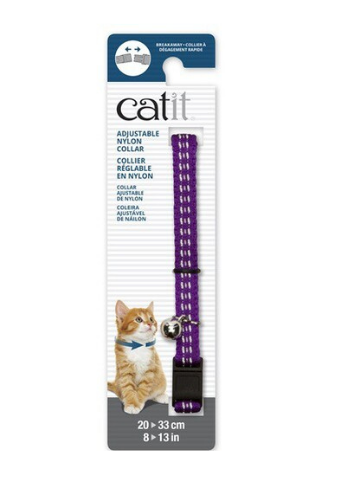 BREAKAWAY • COLLIER À
DÉGAGEMENT RAPIDE
catit
ADJUSTABLE
NYLON
COLLAR
COLLIER
RÉGLABLE
EN NYLON
COLLAR
AJUSTABLE
DE NYLON
COLEIRA
AJUSTÁVEL
DE NÁILON
20 ▸ 33 cm
8 ▸ 13 in